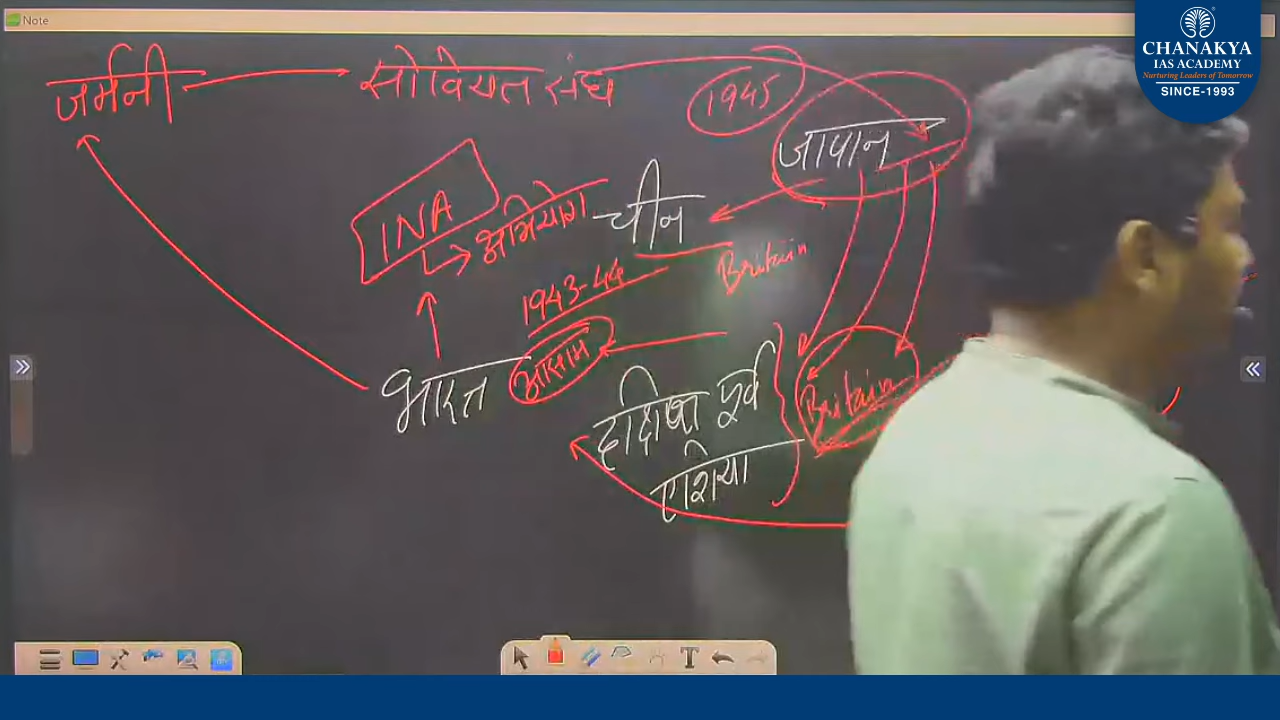 Note
CHANAKYA
IAS ACADEMY
Nurturing Leaders of Tomorrow
SINCE-1993
जर्मनी
सोवियत संघ
1945
जापान
INA
अभियोग
चीन
1943-44
Britain
भारत
आसाम
दक्षिण पूर्व
एशिया
Britain
T